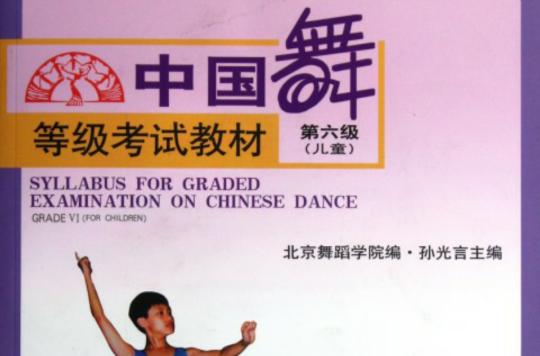 中国舞
等级考试教材
第六级
(儿童)
SYLLABUS FOR GRADED
EXAMINATION ON CHINESE DANCE
GRADE VI (FOR CHILDREN)
北京舞蹈学院编·孙光言主编